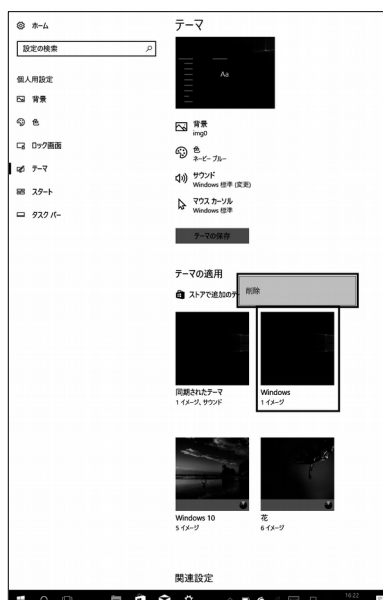 ホーム
設定の検索
個人用設定
背景
色
ロック画面
テーマ
スタート
タスク バー
テーマ
Aa
背景
img0
色
ネービー ブルー
サウンド
Windows 標準 (変更)
マウス カーソル
Windows 標準
テーマの保存
テーマの適用
ストアで追加のテ
削除
同期されたテーマ
1 イメージ、サウンド
Windows
1 イメージ
Windows 10
5 イメージ
花
6 イメージ
関連設定
16:22